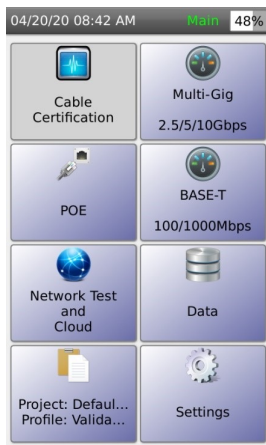 04/20/20 08:42 AM Main 48%
Cable
Certification
Multi-Gig
2.5/5/10Gbps
POE
BASE-T
100/1000Mbps
Network Test
and
Cloud
Data
Project: Defaul...
Profile: Valida...
Settings